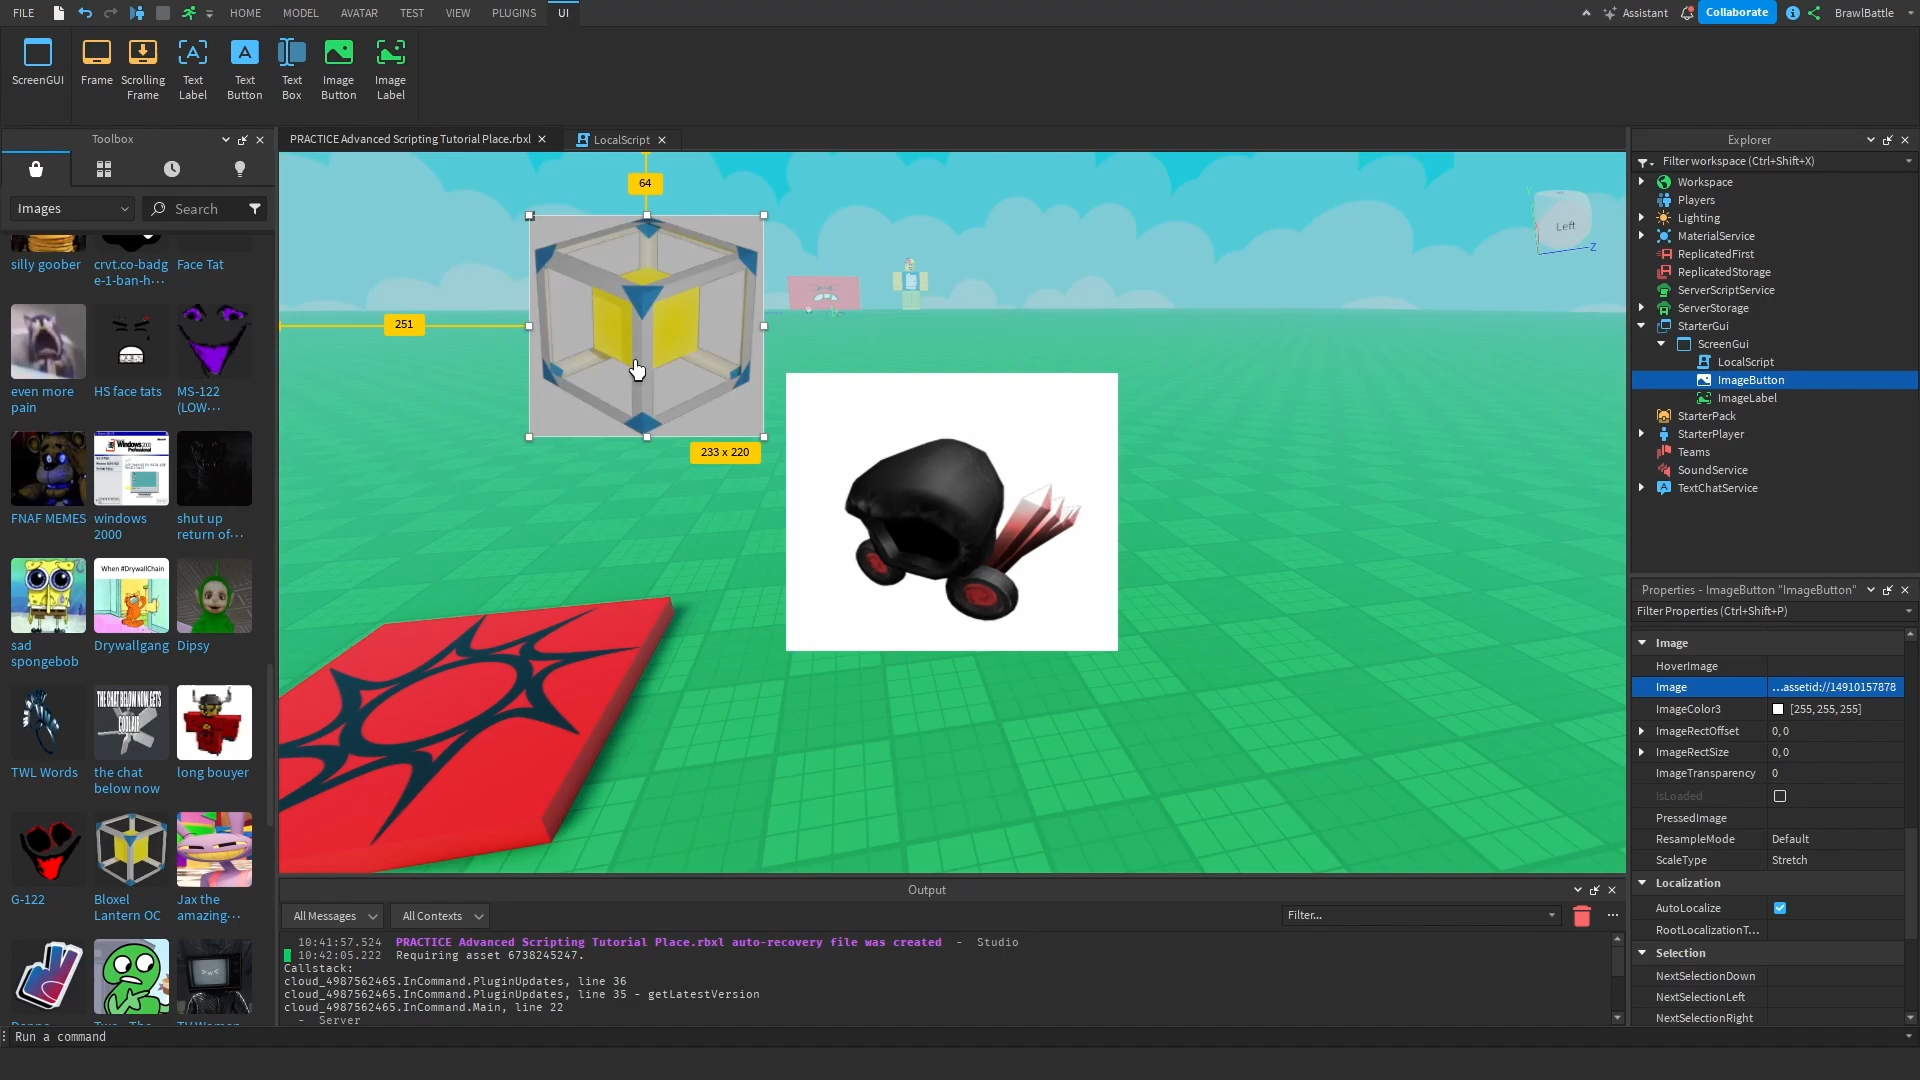 FILE HOME MODEL AVATAR TEST VIEW PLUGINS UI Assistant Collaborate BrawlBattle
ScreenGUI Frame Scrolling Frame Text Label Text Button Text Box Image Button Image Label
Toolbox
Images Search
silly goober
crvt.co-badg
e-1-ban-h···
Face Tat
even more
pain
HS face tats
MS-122
(LOW···
FNAF MEMES
windows
2000
shut up
return of···
When #DrywallChain
sad
spongebob
Drywallgang
Dipsy
THE CHAT BELOW NOW GETS
COOL AIR
TWL Words
the chat
below now
long bouyer
G-122
Bloxel
Lantern OC
Jax the
amazing···
>w<
PRACTICE Advanced Scripting Tutorial Place.rbxl LocalScript
64
251
233 x 220
Left
Z
Output
All Messages All Contexts Filter...
10:41:57.524 PRACTICE Advanced Scripting Tutorial Place.rbxl auto-recovery file was created - Studio
10:42:05.222 Requiring asset 6738245247.
Callstack:
cloud_4987562465.InCommand.PluginUpdates, line 36
cloud_4987562465.InCommand.PluginUpdates, line 35 - getLatestVersion
cloud_4987562465.InCommand.Main, line 22
- Server
Run a command
Explorer
Filter workspace (Ctrl+Shift+X)
Workspace
Players
Lighting
MaterialService
ReplicatedFirst
ReplicatedStorage
ServerScriptService
ServerStorage
StarterGui
ScreenGui
LocalScript
ImageButton
ImageLabel
StarterPack
StarterPlayer
Teams
SoundService
TextChatService
Properties - ImageButton "ImageButton"
Filter Properties (Ctrl+Shift+P)
Image
HoverImage
Image ...assetid://14910157878
ImageColor3 [255, 255, 255]
ImageRectOffset 0, 0
ImageRectSize 0, 0
ImageTransparency 0
IsLoaded
PressedImage
ResampleMode Default
ScaleType Stretch
Localization
AutoLocalize
RootLocalizationT...
Selection
NextSelectionDown
NextSelectionLeft
NextSelectionRight